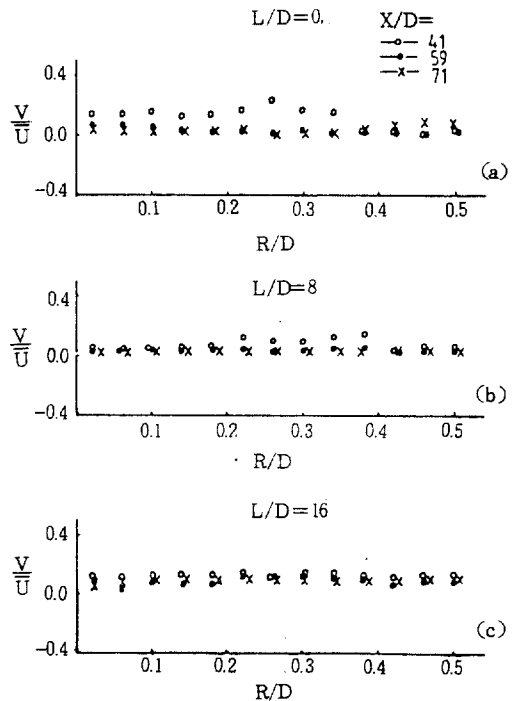 L/D=0,
X/D=
—o— 41
—•— 59
—x— 71
0.4
V/U̿
0.0
-0.4
(a)
0.1 0.2 0.3 0.4 0.5
R/D
L/D=8
0.4
V/U̿
0.0
-0.4
(b)
0.1 0.2 0.3 0.4 0.5
R/D
L/D=16
0.4
V/U̿
0.0
-0.4
(c)
0.1 0.2 0.3 0.4 0.5
R/D